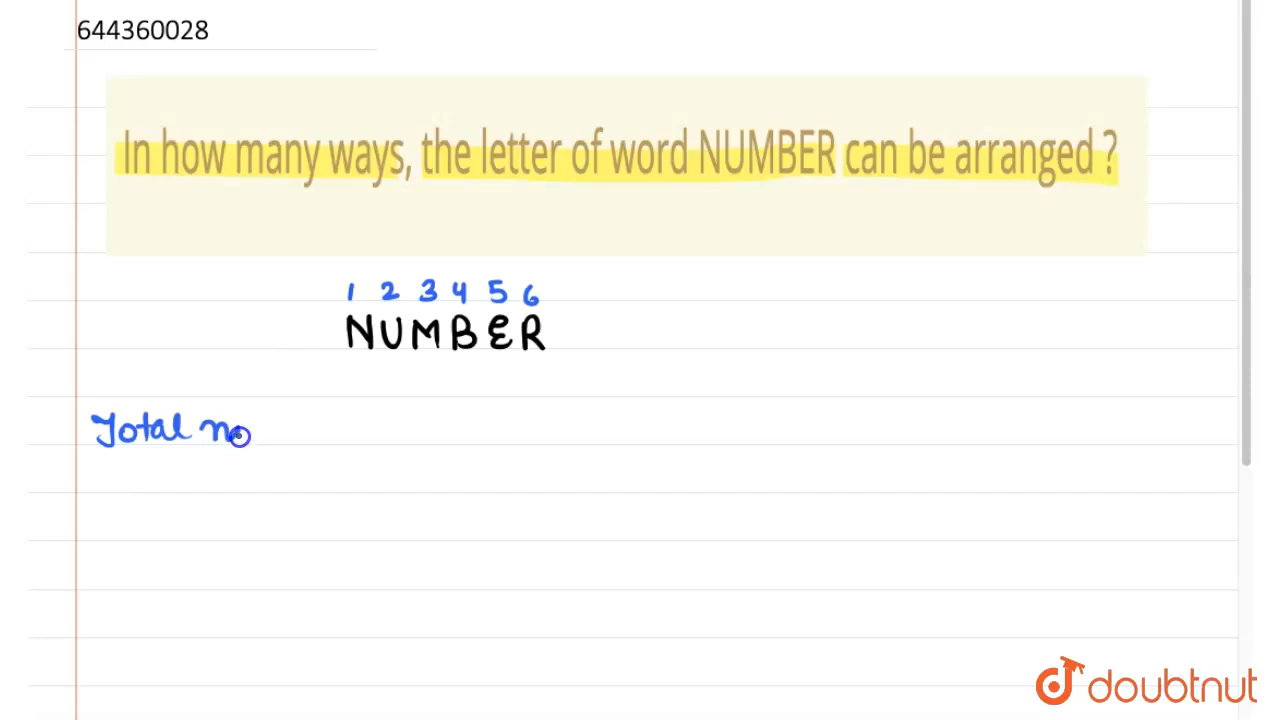 644360028
In how many ways, the letter of word NUMBER can be arranged ?
1 2 3 4 5 6
NUMBER
Total no
doubtnut